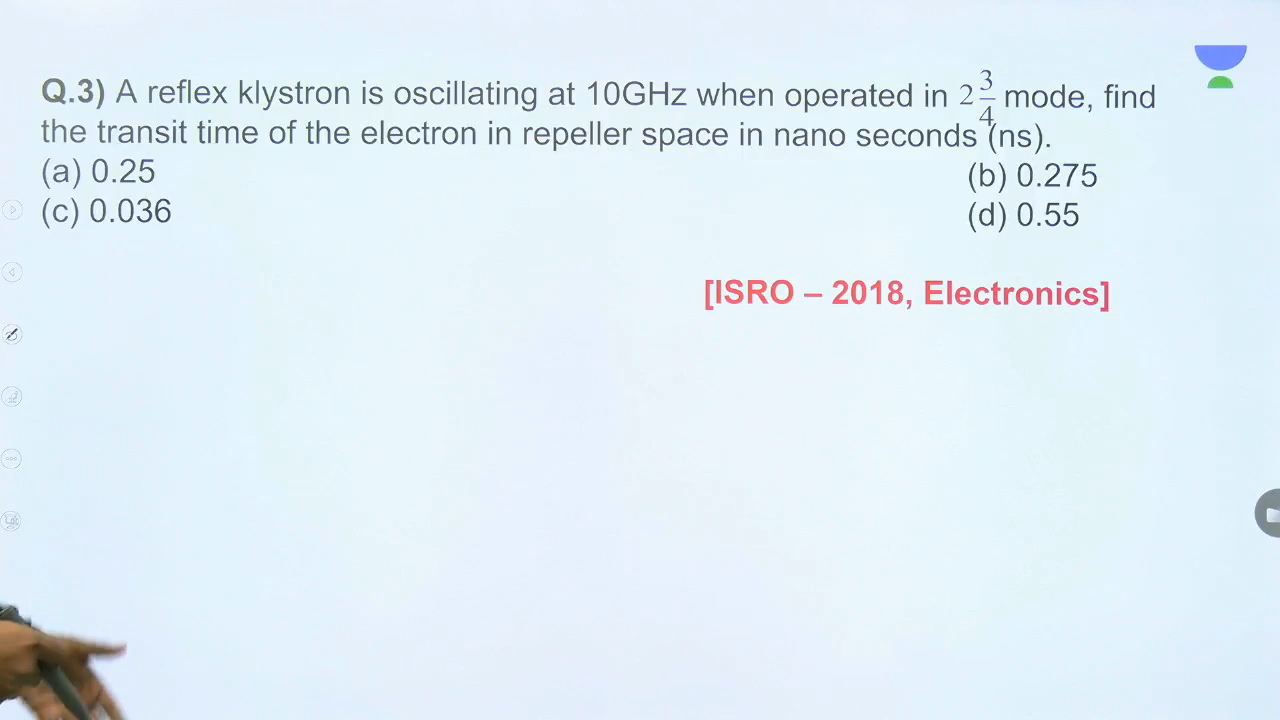 Q.3) A reflex klystron is oscillating at 10GHz when operated in 2 3/4 mode, find
the transit time of the electron in repeller space in nano seconds (ns).
(a) 0.25 (b) 0.275
(c) 0.036 (d) 0.55
[ISRO – 2018, Electronics]